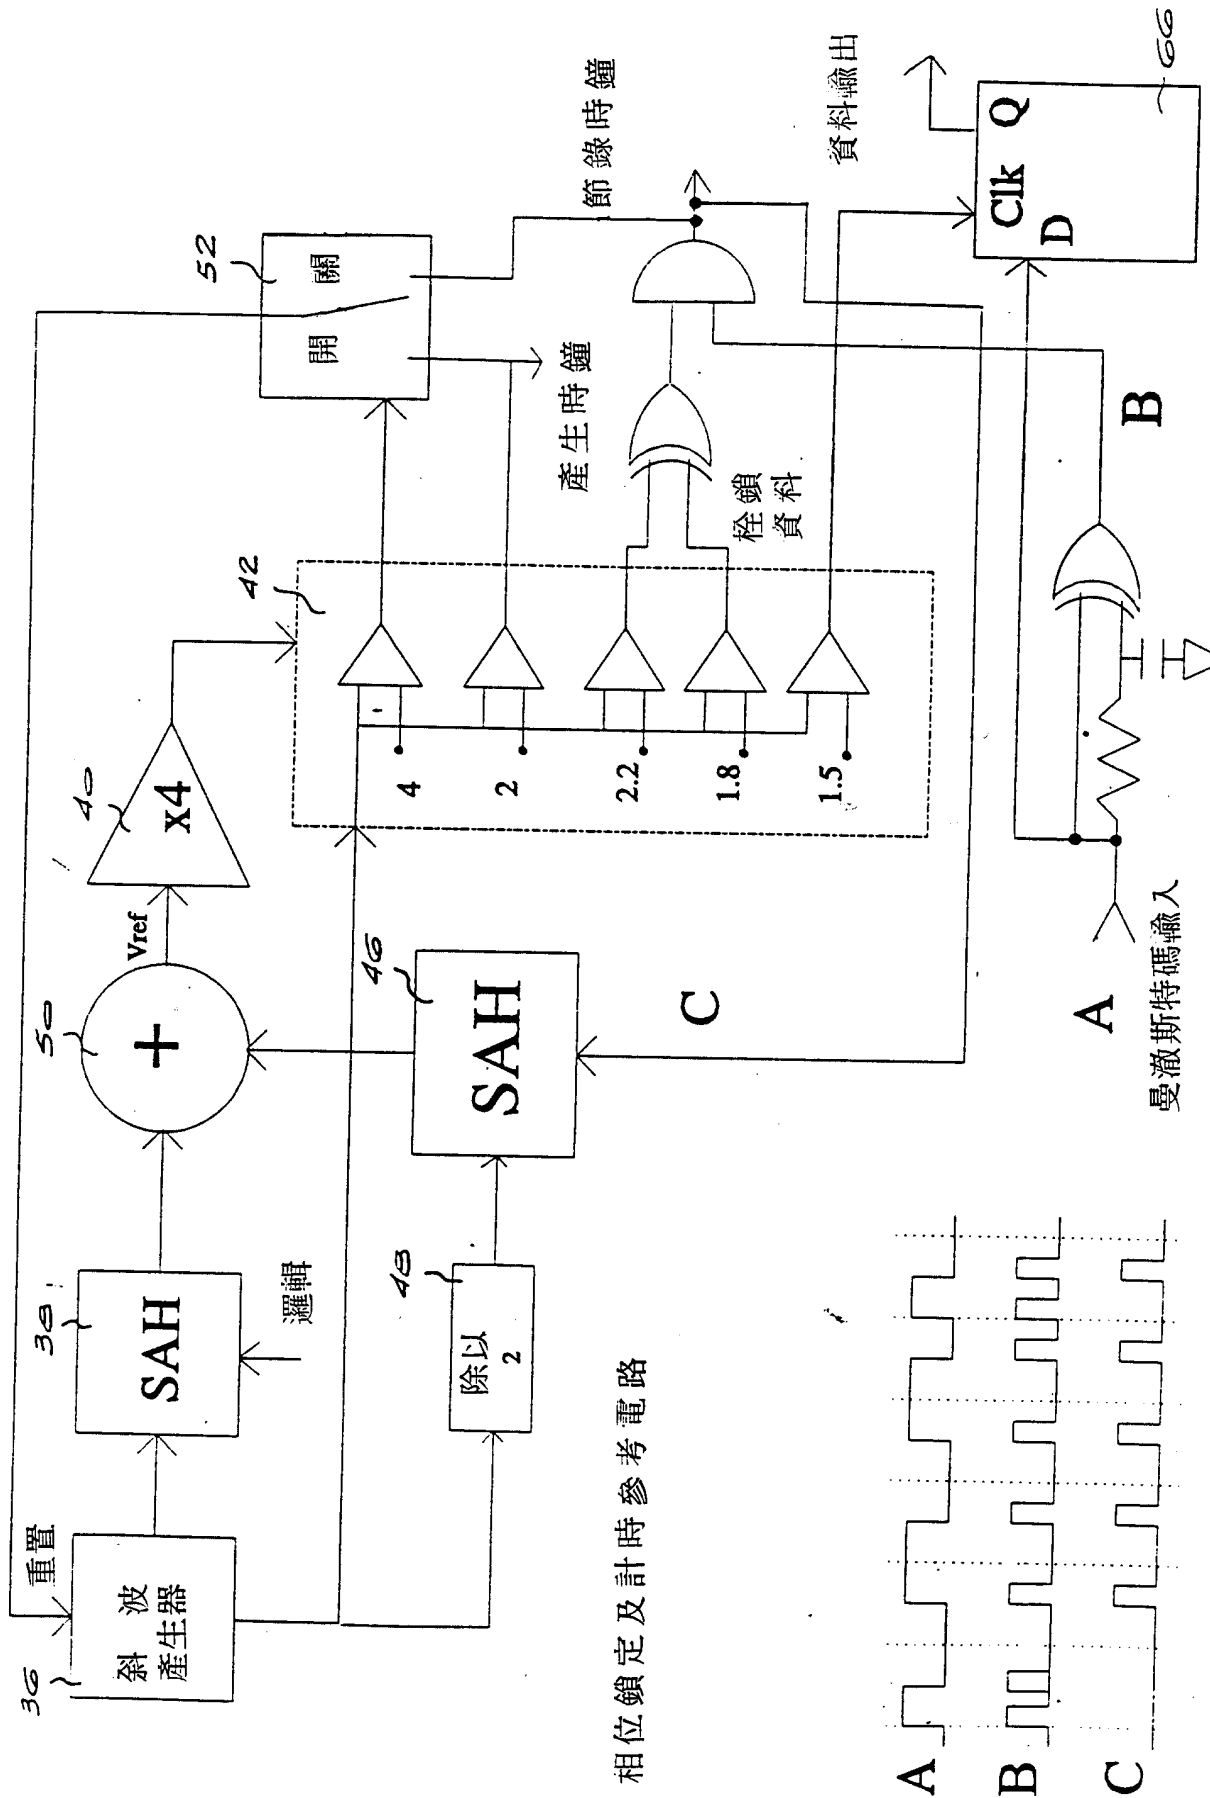 36
斜 波
產生器
重置
38
SAH
邏輯
50
+
Vref
40
x4
42
52
開 關
產生時鐘
節錄時鐘
4
2
2.2
1.8
1.5
栓鎖
資料
48
除以
2
46
SAH
C
資料輸出
Clk Q
D
66
B
A
曼澈斯特碼輸入
相位鎖定及計時參考電路
A
B
C